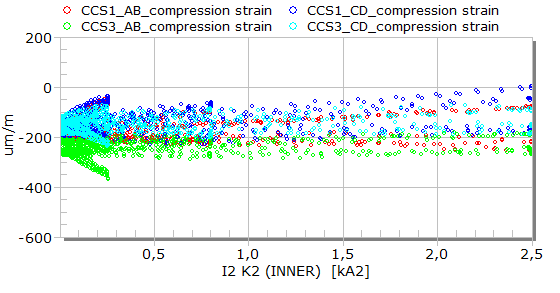 CCS1_AB_compression strain CCS1_CD_compression strain
CCS3_AB_compression strain CCS3_CD_compression strain
200
0
-200
-400
-600
um/m
0,5 1,0 1,5 2,0 2,5
I2 K2 (INNER) [kA2]